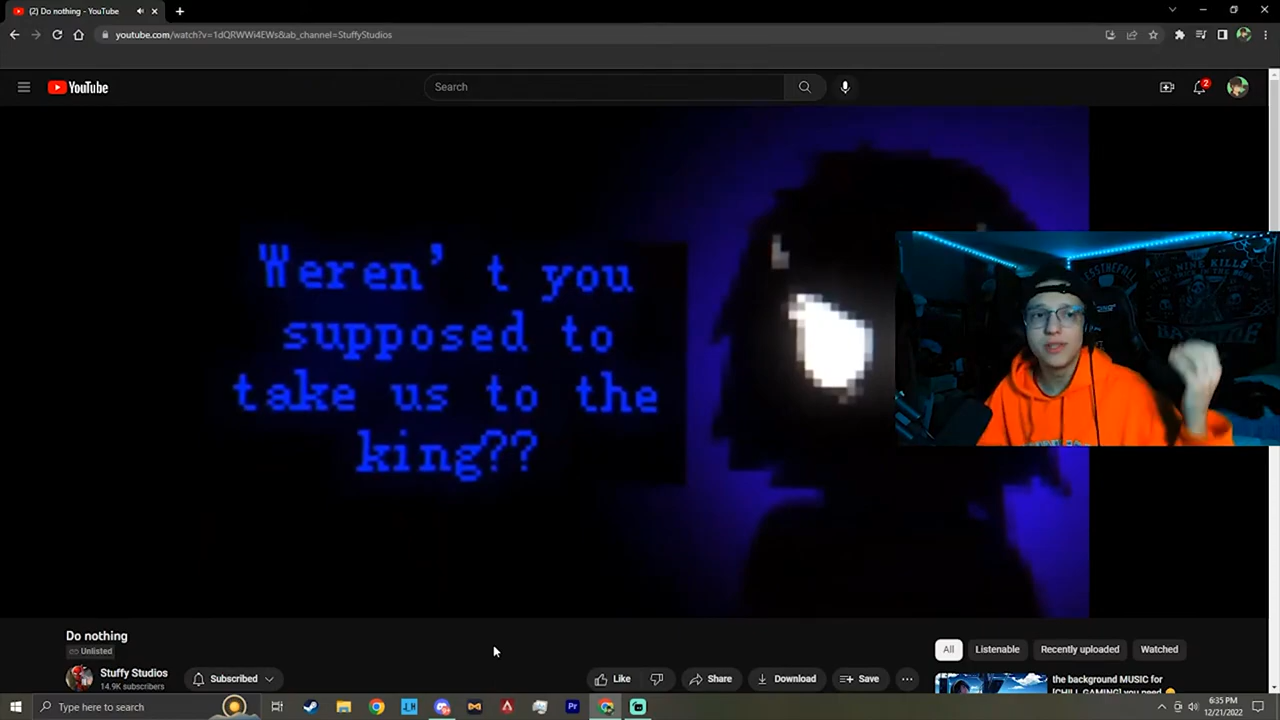 (2) Do nothing - YouTube
youtube.com/watch?v=1dQRWWi4EWs&ab_channel=StuffyStudios
YouTube
Search
2
Weren' t you
supposed to
take us to the
king??
Do nothing
Unlisted
Stuffy Studios
14.9K subscribers
Subscribed
Like
Share
Download
Save
All
Listenable
Recently uploaded
Watched
the background MUSIC for
[CHILL GAMING] you need
Type here to search
6:35 PM
12/21/2022